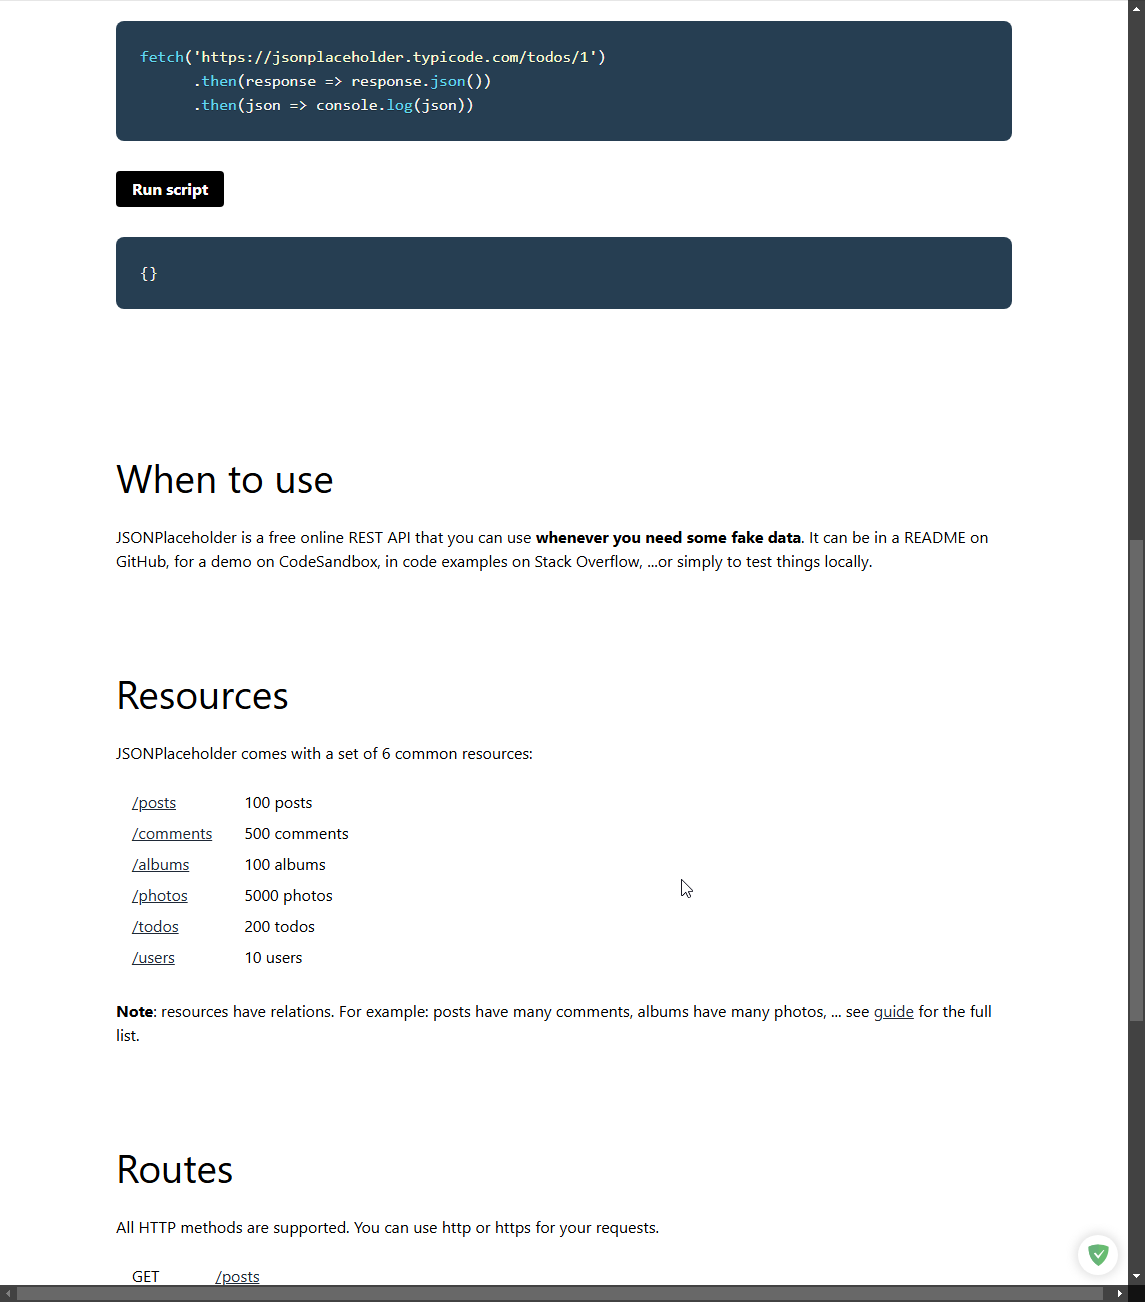 fetch('https://jsonplaceholder.typicode.com/todos/1')
      .then(response => response.json())
      .then(json => console.log(json))
Run script
{}
When to use
JSONPlaceholder is a free online REST API that you can use whenever you need some fake data. It can be in a README on
GitHub, for a demo on CodeSandbox, in code examples on Stack Overflow, ...or simply to test things locally.
Resources
JSONPlaceholder comes with a set of 6 common resources:
/posts 100 posts
/comments 500 comments
/albums 100 albums
/photos 5000 photos
/todos 200 todos
/users 10 users
Note: resources have relations. For example: posts have many comments, albums have many photos, ... see guide for the full
list.
Routes
All HTTP methods are supported. You can use http or https for your requests.
GET /posts